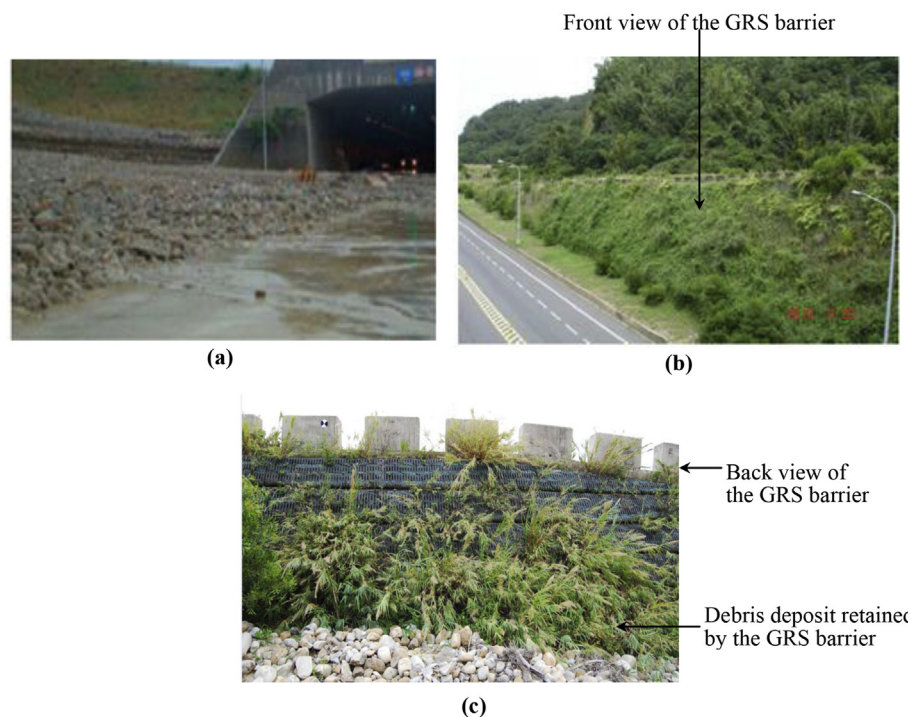 Front view of the GRS barrier
(a)
(b)
Back view of
the GRS barrier
Debris deposit retained
by the GRS barrier
(c)